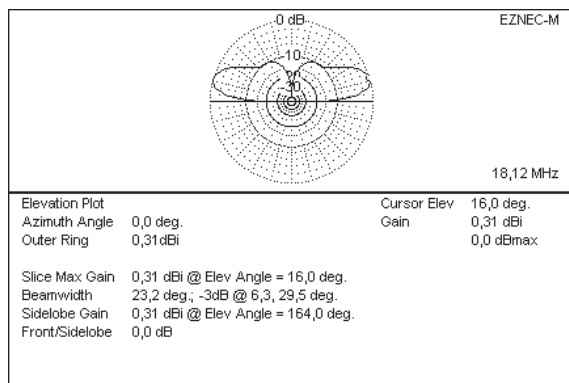 0 dB
EZNEC-M
-10
20
30
18,12 MHz
Elevation Plot
Cursor Elev 16,0 deg.
Azimuth Angle 0,0 deg.
Gain 0,31 dBi
Outer Ring 0,31dBi
0,0 dBmax
Slice Max Gain 0,31 dBi @ Elev Angle = 16,0 deg.
Beamwidth 23,2 deg.; -3dB @ 6,3, 29,5 deg.
Sidelobe Gain 0,31 dBi @ Elev Angle = 164,0 deg.
Front/Sidelobe 0,0 dB